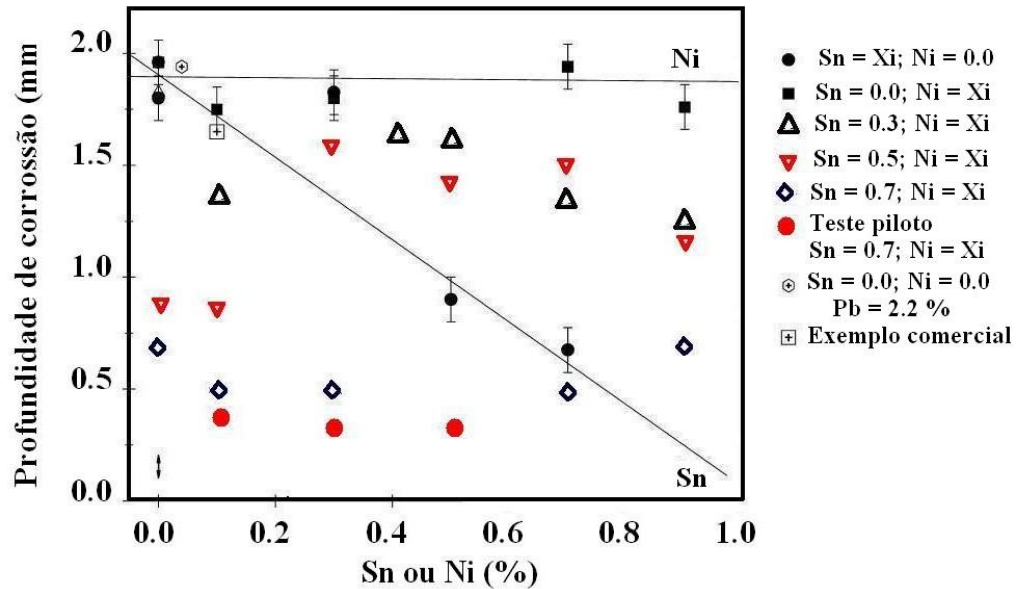 Profundidade de corrossão (mm
2.0
1.5
1.0
0.5
0.0
Ni
Sn
0.0 0.2 0.4 0.6 0.8 1.0
Sn ou Ni (%)
Sn = Xi; Ni = 0.0
Sn = 0.0; Ni = Xi
Sn = 0.3; Ni = Xi
Sn = 0.5; Ni = Xi
Sn = 0.7; Ni = Xi
Teste piloto
Sn = 0.7; Ni = Xi
Sn = 0.0; Ni = 0.0
Pb = 2.2 %
Exemplo comercial